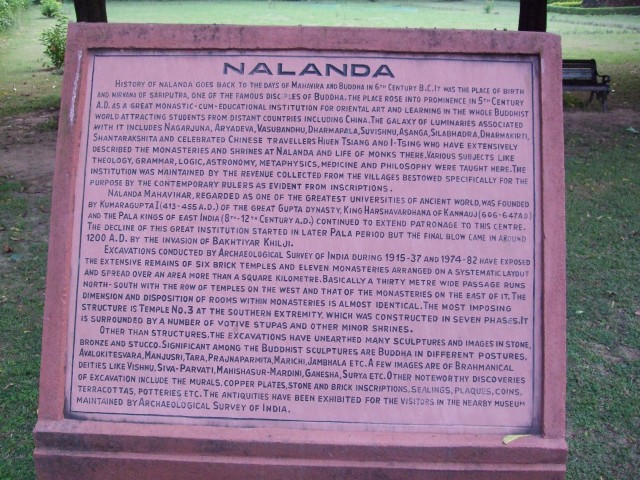 NALANDA
HISTORY OF NALANDA GOES BACK TO THE DAYS OF MAHAVIRA AND BUDDHA IN 6TH CENTURY B.C. IT WAS THE PLACE OF BIRTH
AND NIRVANA OF SARIPUTRA, ONE OF THE FAMOUS DISCIPLES OF BUDDHA. THE PLACE ROSE INTO PROMINENCE IN 5TH CENTURY
A.D. AS A GREAT MONASTIC-CUM-EDUCATIONAL INSTITUTION FOR ORIENTAL ART AND LEARNING IN THE WHOLE BUDDHIST
WORLD ATTRACTING STUDENTS FROM DISTANT COUNTRIES INCLUDING CHINA. THE GALAXY OF LUMINARIES ASSOCIATED
WITH IT INCLUDES NAGARJUNA, ARYADEVA, VASUBANDHU, DHARMAPALA, SUVISHNU, ASANGA, SILABHADRA, DHARMAKIRTI,
SHANTARAKSHITA AND CELEBRATED CHINESE TRAVELLERS HIUEN TSIANG AND I-TSING WHO HAVE EXTENSIVELY
DESCRIBED THE MONASTERIES AND SHRINES AT NALANDA AND LIFE OF MONKS THERE. VARIOUS SUBJECTS LIKE
THEOLOGY, GRAMMAR, LOGIC, ASTRONOMY, METAPHYSICS, MEDICINE AND PHILOSOPHY WERE TAUGHT HERE. THE
INSTITUTION WAS MAINTAINED BY THE REVENUE COLLECTED FROM THE VILLAGES BESTOWED SPECIFICALLY FOR THE
PURPOSE BY THE CONTEMPORARY RULERS AS EVIDENT FROM INSCRIPTIONS.
NALANDA MAHAVIHAR, REGARDED AS ONE OF THE GREATEST UNIVERSITIES OF ANCIENT WORLD, WAS FOUNDED
BY KUMARAGUPTA I (413-455 A.D.) OF THE GREAT GUPTA DYNASTY, KING HARSHAVARDHANA OF KANNAUJ (606-647 A.D)
AND THE PALA KINGS OF EAST INDIA (8TH-12TH CENTURY A.D.) CONTINUED TO EXTEND PATRONAGE TO THIS CENTRE.
THE DECLINE OF THIS GREAT INSTITUTION STARTED IN LATER PALA PERIOD BUT THE FINAL BLOW CAME IN AROUND
1200 A.D. BY THE INVASION OF BAKHTIYAR KHILJI.
EXCAVATIONS CONDUCTED BY ARCHAEOLOGICAL SURVEY OF INDIA DURING 1915-37 AND 1974-82 HAVE EXPOSED
THE EXTENSIVE REMAINS OF SIX BRICK TEMPLES AND ELEVEN MONASTERIES ARRANGED ON A SYSTEMATIC LAYOUT
AND SPREAD OVER AN AREA MORE THAN A SQUARE KILOMETRE. BASICALLY A THIRTY METRE WIDE PASSAGE RUNS
NORTH-SOUTH WITH THE ROW OF TEMPLES ON THE WEST AND THAT OF THE MONASTERIES ON THE EAST OF IT. THE
DIMENSION AND DISPOSITION OF ROOMS WITHIN MONASTERIES IS ALMOST IDENTICAL. THE MOST IMPOSING
STRUCTURE IS TEMPLE NO.3 AT THE SOUTHERN EXTREMITY, WHICH WAS CONSTRUCTED IN SEVEN PHASES. IT
IS SURROUNDED BY A NUMBER OF VOTIVE STUPAS AND OTHER MINOR SHRINES.
OTHER THAN STRUCTURES, THE EXCAVATIONS HAVE UNEARTHED MANY SCULPTURES AND IMAGES IN STONE,
BRONZE AND STUCCO. SIGNIFICANT AMONG THE BUDDHIST SCULPTURES ARE BUDDHA IN DIFFERENT POSTURES,
AVALOKITESVARA, MANJUSRI, TARA, PRAJNAPARMITA, MARICHI, JAMBHALA ETC. A FEW IMAGES ARE OF BRAHMANICAL
DEITIES LIKE VISHNU, SIVA-PARVATI, MAHISHASUR-MARDINI, GANESHA, SURYA ETC. OTHER NOTEWORTHY DISCOVERIES
OF EXCAVATION INCLUDE THE MURALS, COPPER PLATES, STONE AND BRICK INSCRIPTIONS, SEALINGS, PLAQUES, COINS,
TERRACOTTAS, POTTERIES ETC. THE ANTIQUITIES HAVE BEEN EXHIBITED FOR THE VISITORS IN THE NEARBY MUSEUM
MAINTAINED BY ARCHAEOLOGICAL SURVEY OF INDIA.